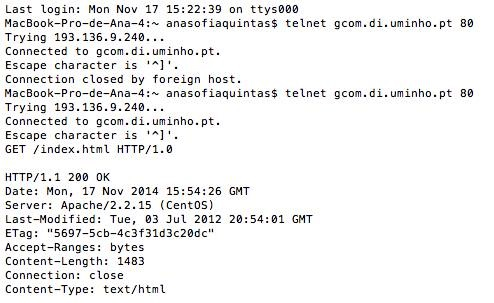 Last login: Mon Nov 17 15:22:39 on ttys000
MacBook-Pro-de-Ana-4:~ anasofiaquintas$ telnet gcom.di.uminho.pt 80
Trying 193.136.9.240...
Connected to gcom.di.uminho.pt.
Escape character is '^]'.
Connection closed by foreign host.
MacBook-Pro-de-Ana-4:~ anasofiaquintas$ telnet gcom.di.uminho.pt 80
Trying 193.136.9.240...
Connected to gcom.di.uminho.pt.
Escape character is '^]'.
GET /index.html HTTP/1.0
HTTP/1.1 200 OK
Date: Mon, 17 Nov 2014 15:54:26 GMT
Server: Apache/2.2.15 (CentOS)
Last-Modified: Tue, 03 Jul 2012 20:54:01 GMT
ETag: "5697-5cb-4c3f31d3c20dc"
Accept-Ranges: bytes
Content-Length: 1483
Connection: close
Content-Type: text/html